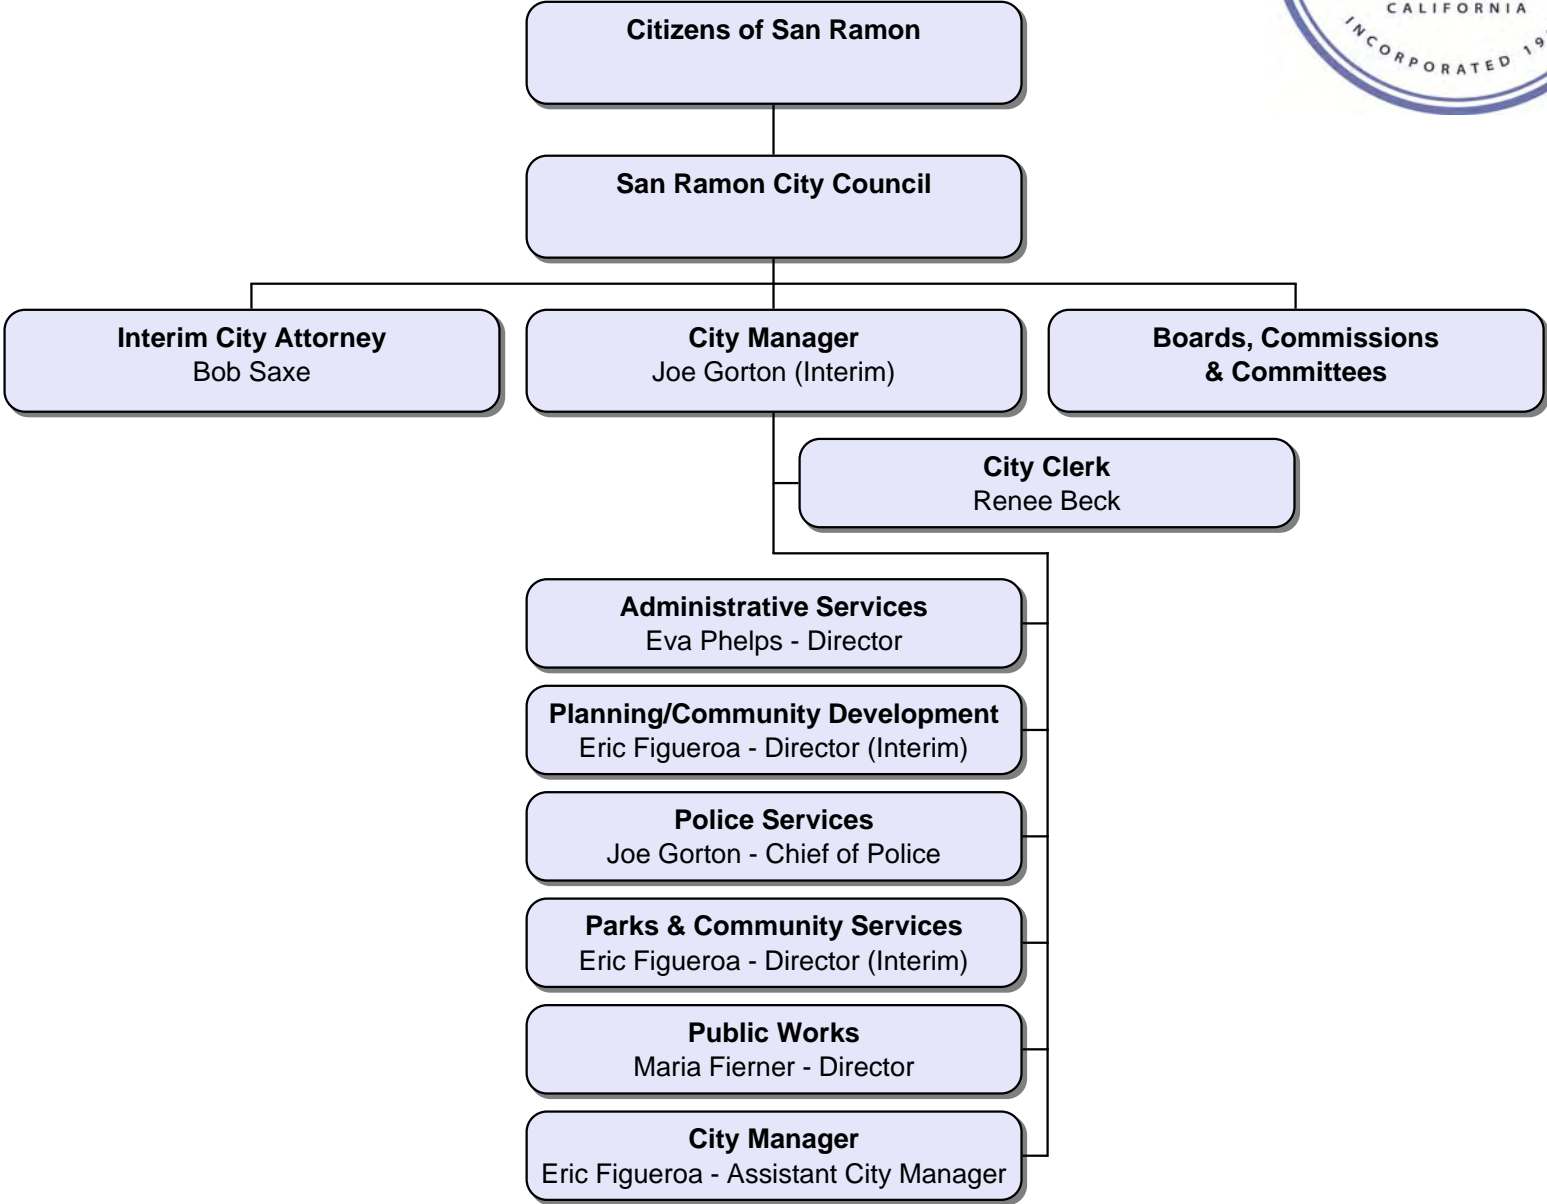 CALIFORNIA
INCORPORATED
Citizens of San Ramon
San Ramon City Council
Interim City Attorney
Bob Saxe
City Manager
Joe Gorton (Interim)
Boards, Commissions
& Committees
City Clerk
Renee Beck
Administrative Services
Eva Phelps - Director
Planning/Community Development
Eric Figueroa - Director (Interim)
Police Services
Joe Gorton - Chief of Police
Parks & Community Services
Eric Figueroa - Director (Interim)
Public Works
Maria Fierner - Director
City Manager
Eric Figueroa - Assistant City Manager